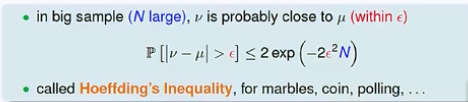 • in big sample (N large), ν is probably close to μ (within ϵ)
ℙ [|ν − μ| > ϵ] ≤ 2 exp (−2ϵ²N)
• called Hoeffding's Inequality, for marbles, coin, polling, ...